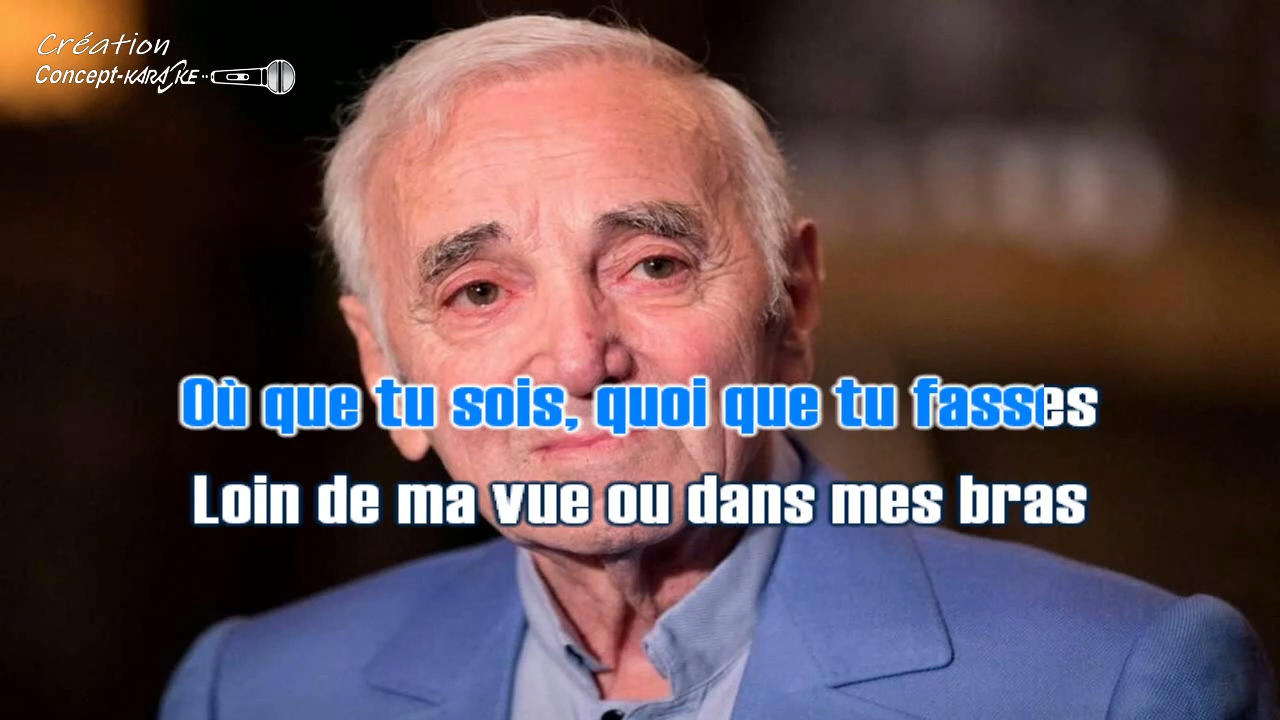 Création
Concept-KARAOKE
Où que tu sois, quoi que tu fasses
Loin de ma vue ou dans mes bras